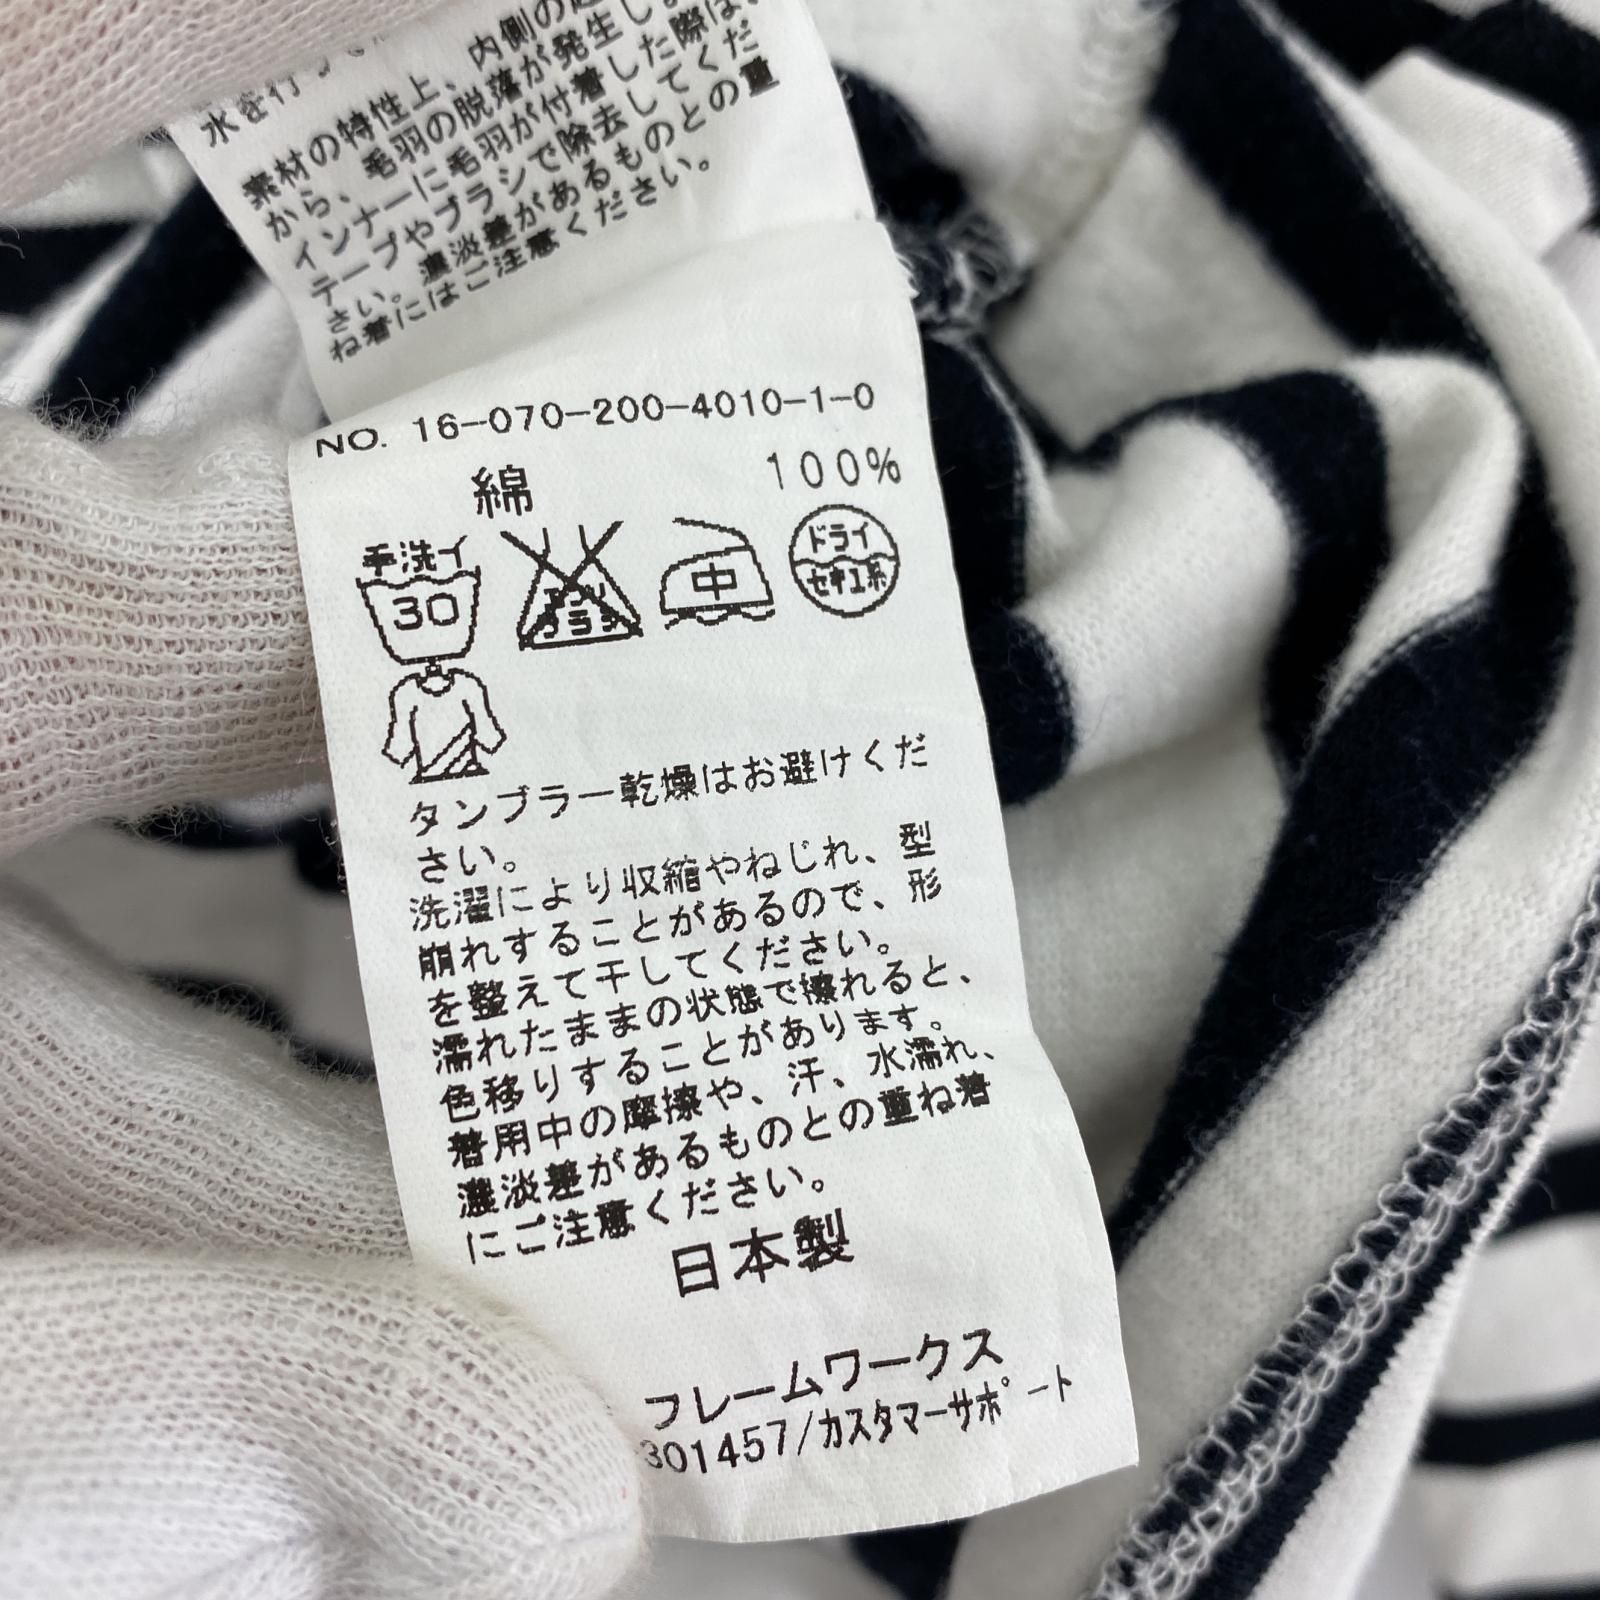 素材の特性上、内側の
から、毛羽の脱落が発生し
インナーに毛羽が付着した際は、
テープやブラシで除去してくだ
さい。濃淡差があるものとの重
ね着にはご注意ください。
NO. 16-070-200-4010-1-0
綿 100%
手洗イ
30
中
ドライ
セキユ系
タンブラー乾燥はお避けくだ
さい。
洗濯により収縮やねじれ、型
崩れすることがあるので、形
を整えて干してください。
濡れたままの状態で擦れると、
色移りすることがあります。
着用中の摩擦や、汗、水濡れ、
濃淡差があるものとの重ね着
にご注意ください。
日本製
フレームワークス
301457/カスタマーサポート